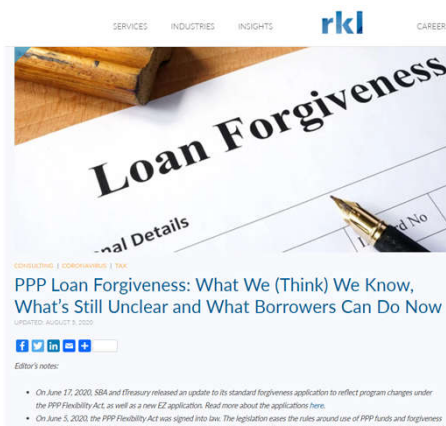 SERVICES INDUSTRIES INSIGHTS rkl CAREER
Loan Forgiveness
nal Details
rd No
CONSULTING | CORONAVIRUS | TAX
PPP Loan Forgiveness: What We (Think) We Know,
What's Still Unclear and What Borrowers Can Do Now
UPDATED: AUGUST 5, 2020
Editor's notes:
• On June 17, 2020, SBA and tTreasury released an update to its standard forgiveness application to reflect program changes under
the PPP Flexibility Act, as well as a new EZ application. Read more about the applications here.
• On June 5, 2020, the PPP Flexibility Act was signed into law. The legislation eases the rules around use of PPP funds and forgiveness